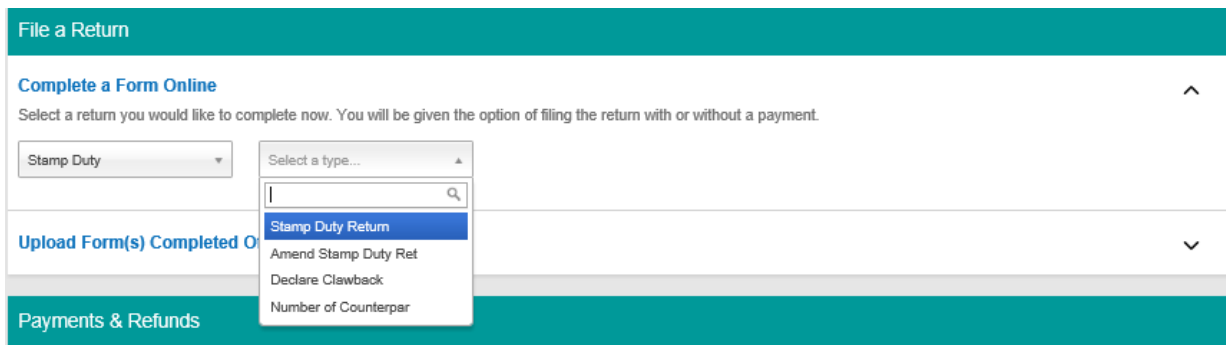 File a Return
Complete a Form Online
Select a return you would like to complete now. You will be given the option of filing the return with or without a payment.
Stamp Duty
Select a type...
Stamp Duty Return
Upload Form(s) Completed
Amend Stamp Duty Ret
Declare Clawback
Number of Counterpar
Payments & Refunds